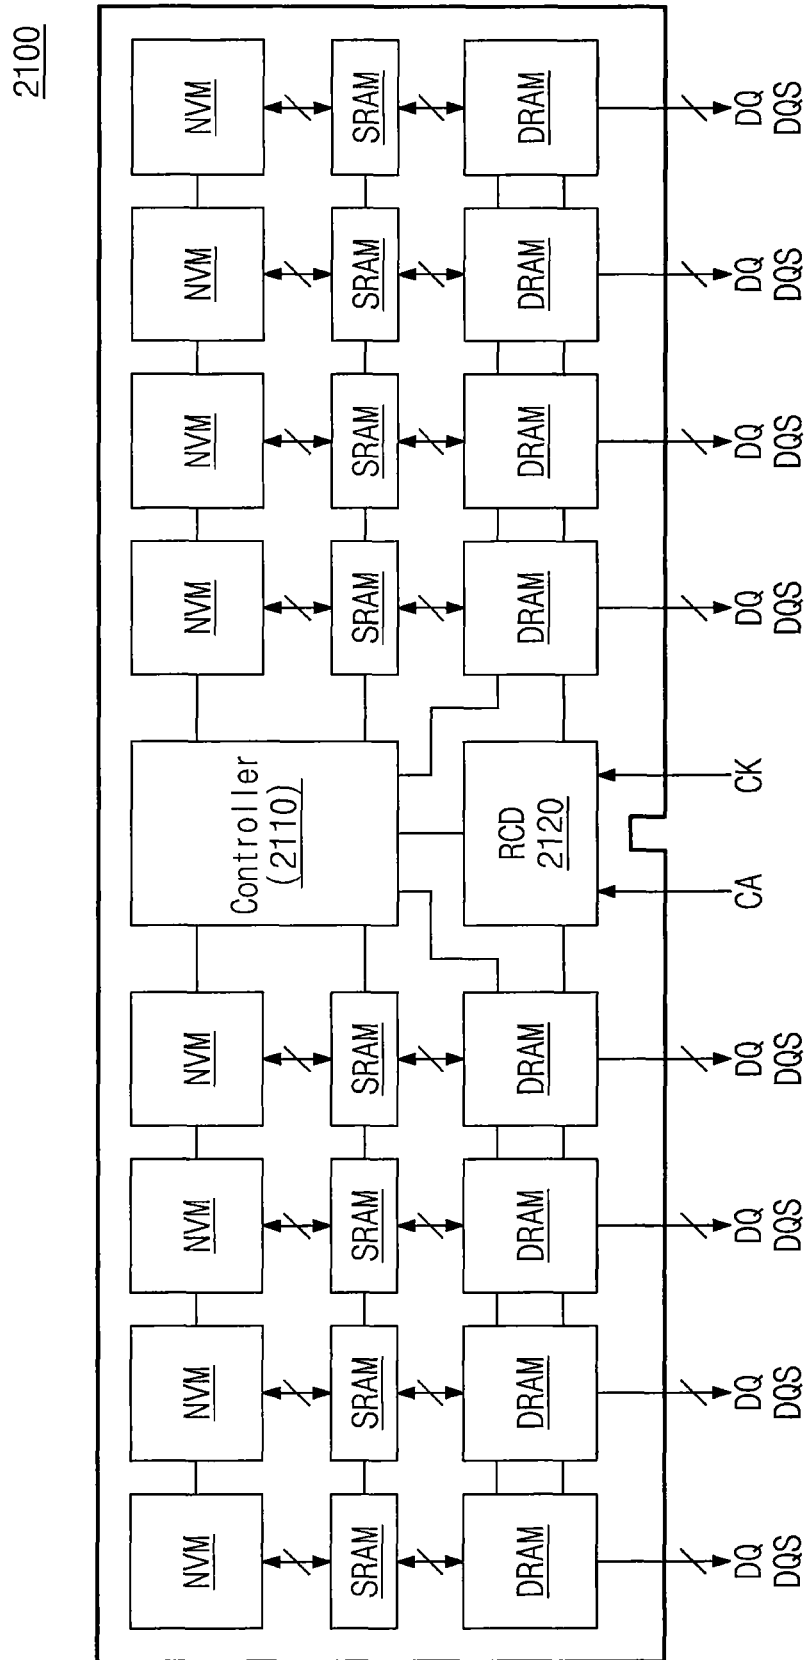 2100
NVM
SRAM
DRAM
DQ
DQS
NVM
SRAM
DRAM
DQ
DQS
NVM
SRAM
DRAM
DQ
DQS
NVM
SRAM
DRAM
DQ
DQS
Controller
(2110)
RCD
2120
CK
CA
NVM
SRAM
DRAM
DQ
DQS
NVM
SRAM
DRAM
DQ
DQS
NVM
SRAM
DRAM
DQ
DQS
NVM
SRAM
DRAM
DQ
DQS